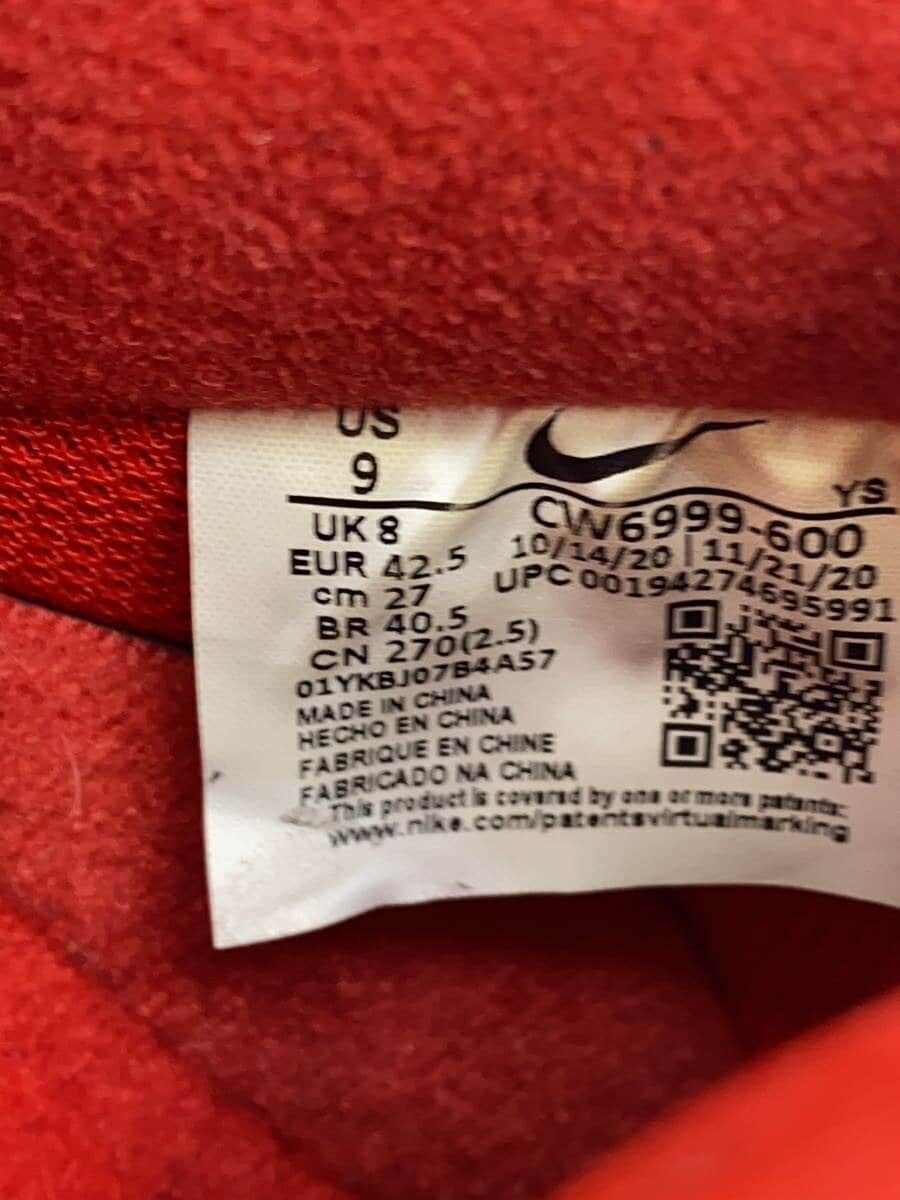 US
9
YS
UK 8
CW6999-600
EUR 42.5
10/14/20 | 11/21/20
cm 27
UPC 00194274695991
BR 40.5
CN 270(2.5)
01YKBJ07B4A57
MADE IN CHINA
HECHO EN CHINA
FABRIQUE EN CHINE
FABRICADO NA CHINA
This product is covered by one or more patents:
www.nike.com/patentsvirtualmarking